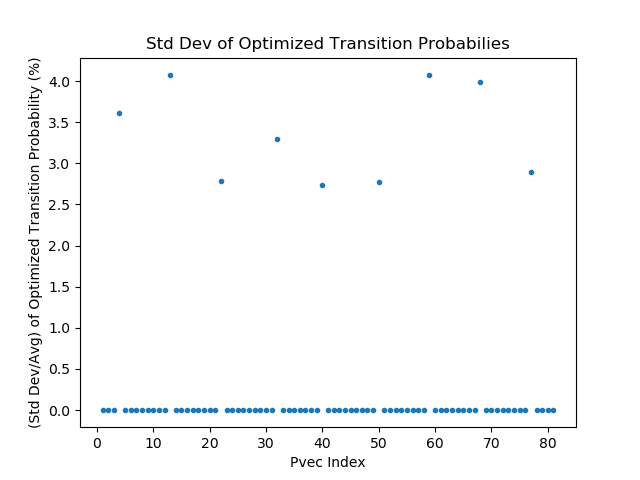 Std Dev of Optimized Transition Probabilies
(Std Dev/Avg) of Optimized Transition Probability (%)
4.0
3.5
3.0
2.5
2.0
1.5
1.0
0.5
0.0
0 10 20 30 40 50 60 70 80
Pvec Index